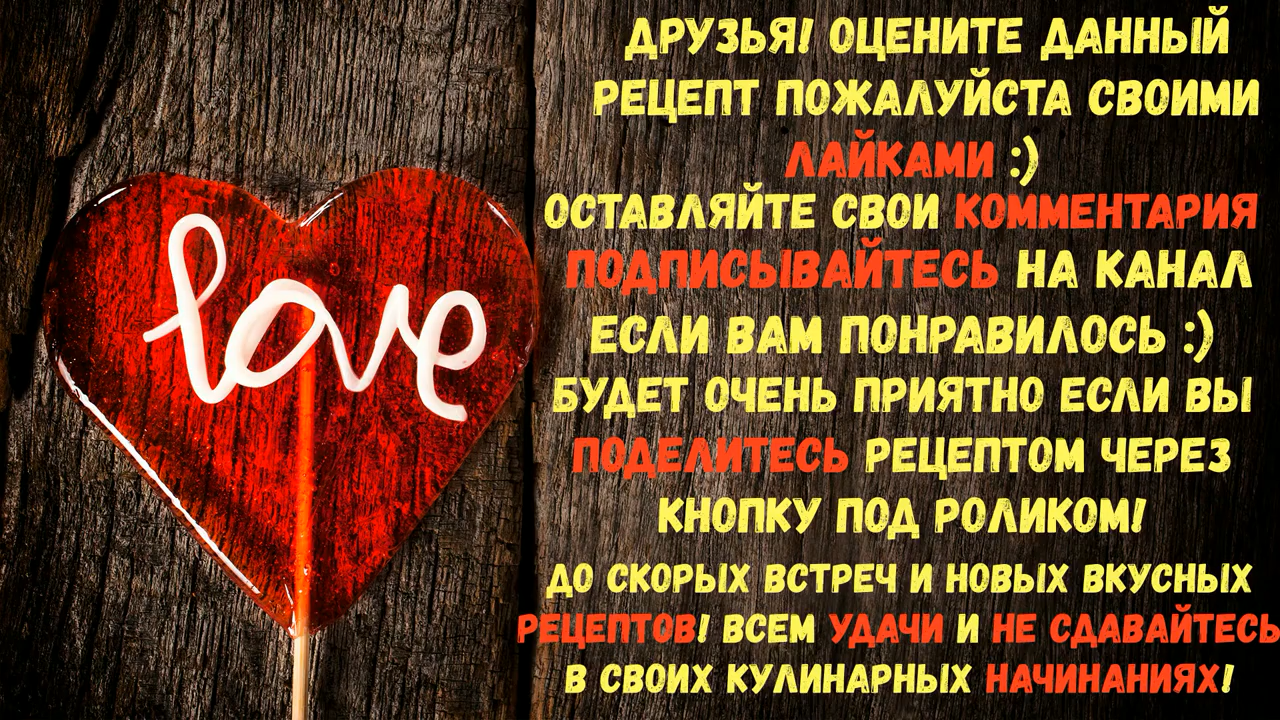 love
ДРУЗЬЯ! ОЦЕНИТЕ ДАННЫЙ
РЕЦЕПТ ПОЖАЛУЙСТА СВОИМИ
ЛАЙКАМИ :)
ОСТАВЛЯЙТЕ СВОИ КОММЕНТАРИЯ
ПОДПИСЫВАЙТЕСЬ НА КАНАЛ
ЕСЛИ ВАМ ПОНРАВИЛОСЬ :)
БУДЕТ ОЧЕНЬ ПРИЯТНО ЕСЛИ ВЫ
ПОДЕЛИТЕСЬ РЕЦЕПТОМ ЧЕРЕЗ
КНОПКУ ПОД РОЛИКОМ!
ДО СКОРЫХ ВСТРЕЧ И НОВЫХ ВКУСНЫХ
РЕЦЕПТОВ! ВСЕМ УДАЧИ И НЕ СДАВАЙТЕСЬ
В СВОИХ КУЛИНАРНЫХ НАЧИНАНИЯХ!